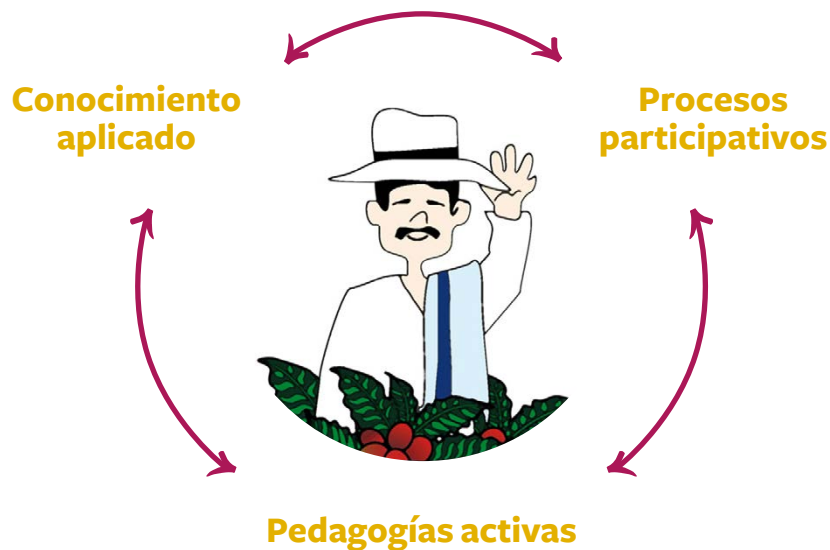 Conocimiento
aplicado
Procesos
participativos
Pedagogías activas